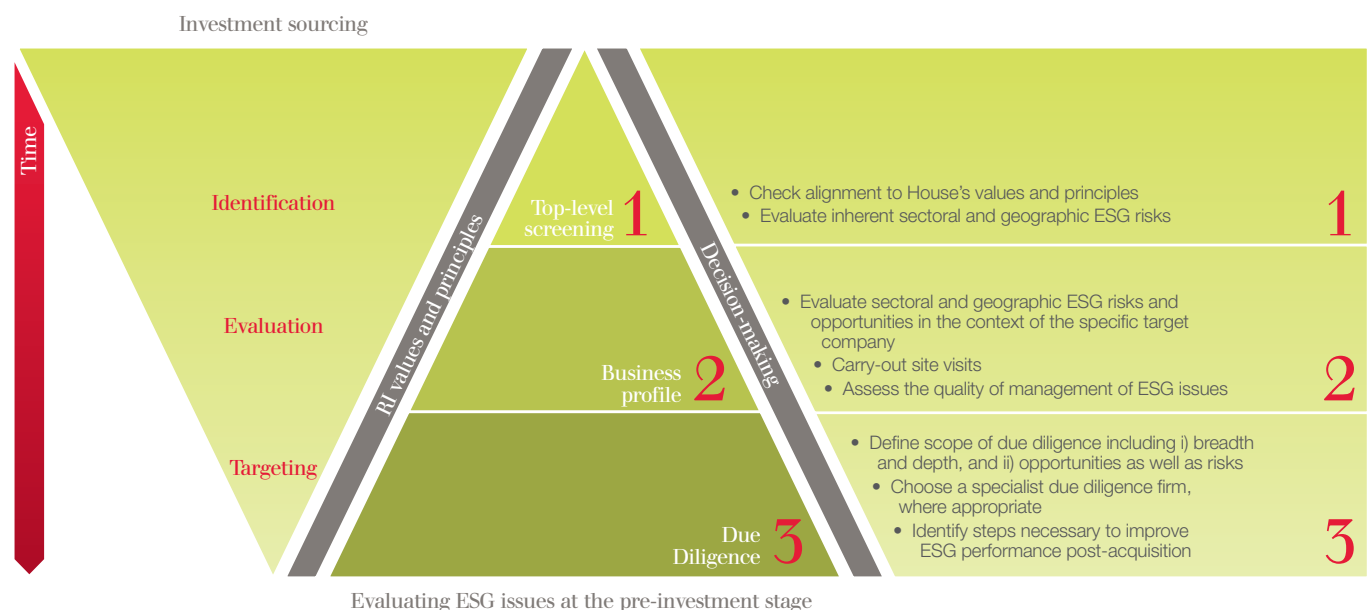 Investment sourcing
Time
Identification
Evaluation
Targeting
RI values and principles
Top-level
screening
1
Business
profile
2
Due
Diligence
3
Decision-making
• Check alignment to House’s values and principles
• Evaluate inherent sectoral and geographic ESG risks
1
• Evaluate sectoral and geographic ESG risks and
opportunities in the context of the specific target
company
• Carry-out site visits
• Assess the quality of management of ESG issues
2
• Define scope of due diligence including i) breadth
and depth, and ii) opportunities as well as risks
• Choose a specialist due diligence firm,
where appropriate
• Identify steps necessary to improve
ESG performance post-acquisition
3
Evaluating ESG issues at the pre-investment stage